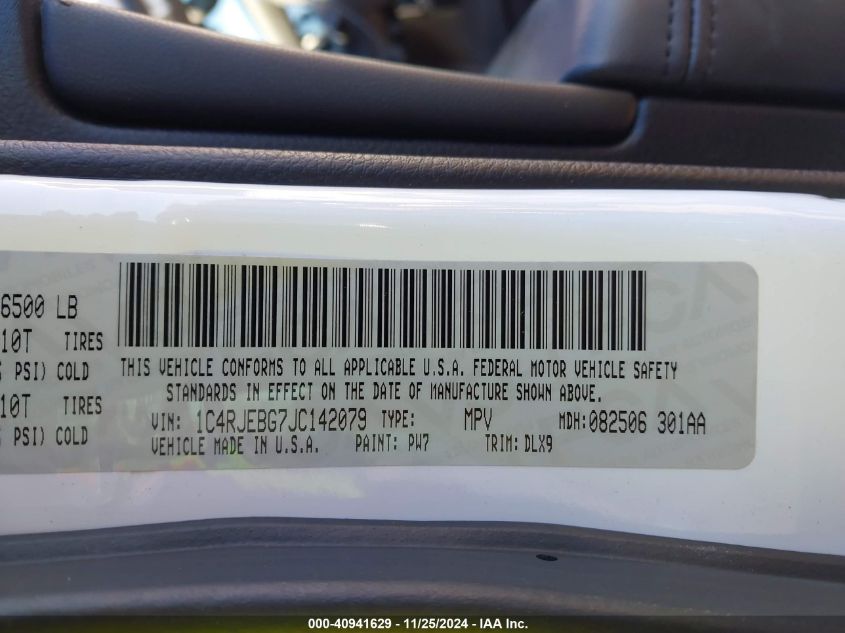 6500 LB
10T TIRES
PSI) COLD
10T TIRES
PSI) COLD
THIS VEHICLE CONFORMS TO ALL APPLICABLE U.S.A. FEDERAL MOTOR VEHICLE SAFETY
STANDARDS IN EFFECT ON THE DATE OF MANUFACTURE SHOWN ABOVE.
VIN: 1C4RJEBG7JC142079 TYPE: MPV MDH:082506 301AA
VEHICLE MADE IN U.S.A. PAINT: PW7 TRIM: DLX9
000-40941629 - 11/25/2024 - IAA Inc.